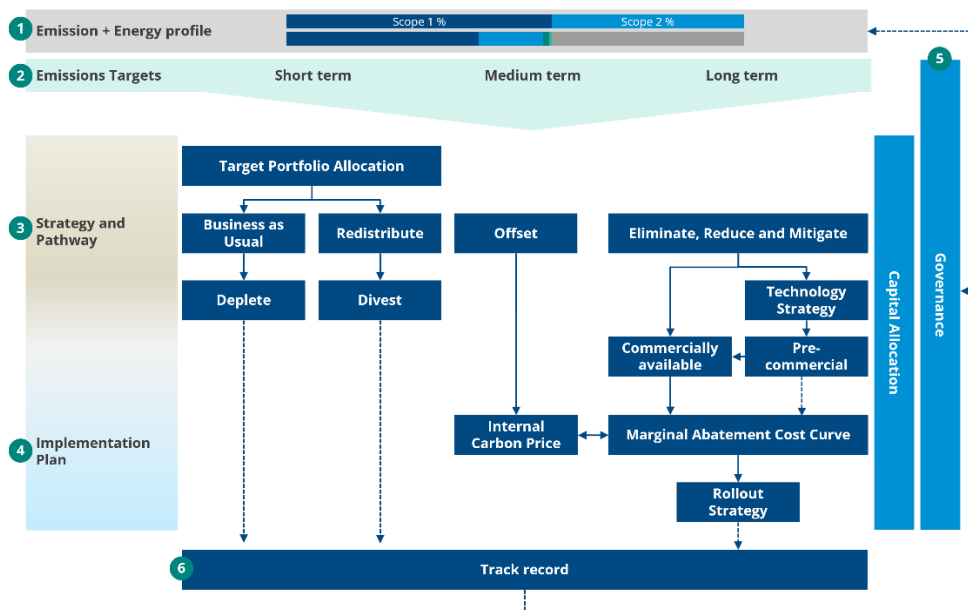 Scope 1 %
Scope 2 %
1
Emission + Energy profile
2
Emissions Targets
Short term
Medium term
Long term
5
Target Portfolio Allocation
3
Strategy and
Pathway
Business as
Usual
Redistribute
Offset
Eliminate, Reduce and Mitigate
Deplete
Divest
Technology
Strategy
Commercially
available
Pre-
commercial
Capital Allocation
Governance
4
Implementation
Plan
Internal
Carbon Price
Marginal Abatement Cost Curve
Rollout
Strategy
6
Track record